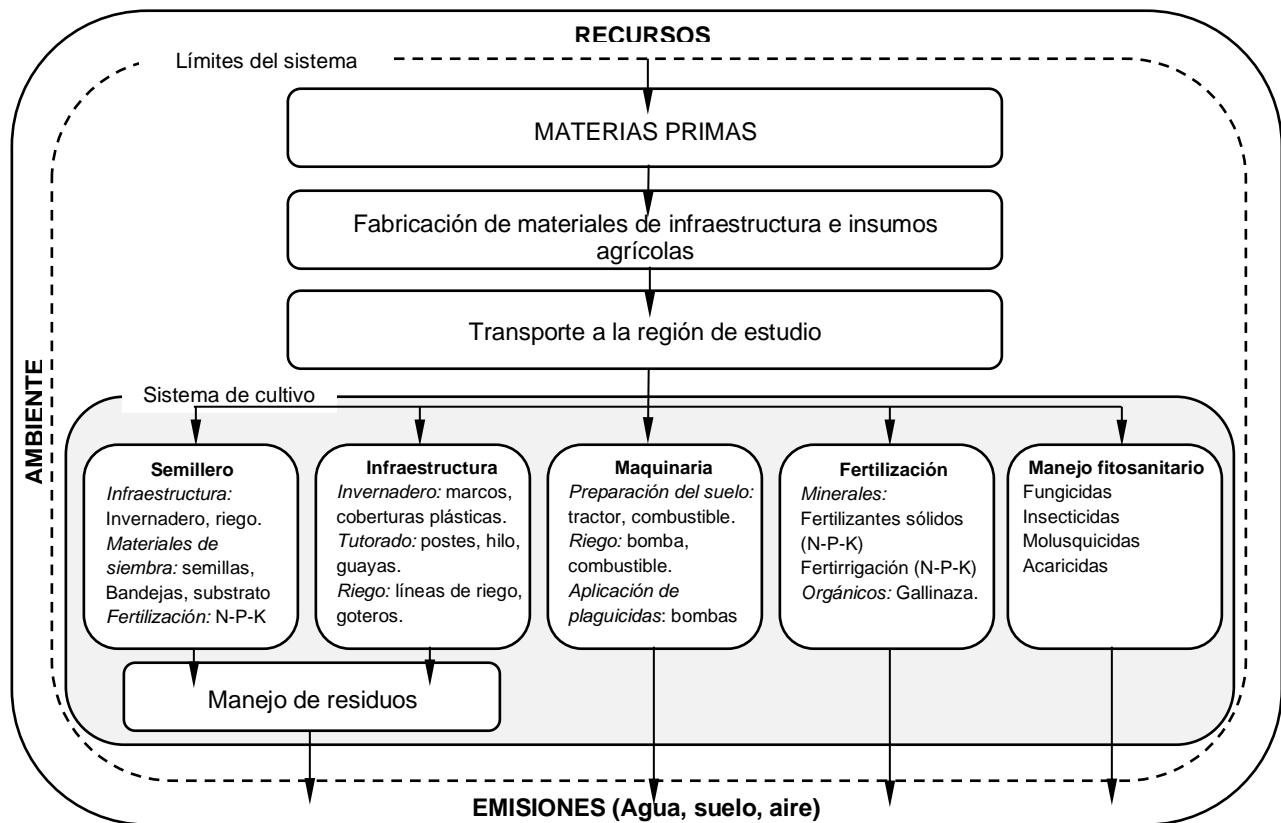 RECURSOS
Límites del sistema
MATERIAS PRIMAS
Fabricación de materiales de infraestructura e insumos
agrícolas
Transporte a la región de estudio
AMBIENTE
Sistema de cultivo
Semillero
Infraestructura:
Invernadero, riego.
Materiales de
siembra: semillas,
Bandejas, substrato
Fertilización: N-P-K
Infraestructura
Invernadero: marcos,
coberturas plásticas.
Tutorado: postes, hilo,
guayas.
Riego: líneas de riego,
goteros.
Maquinaria
Preparación del suelo:
tractor, combustible.
Riego: bomba,
combustible.
Aplicación de
plaguicidas: bombas
Fertilización
Minerales:
Fertilizantes sólidos
(N-P-K)
Fertirrigación (N-P-K)
Orgánicos: Gallinaza.
Manejo fitosanitario
Fungicidas
Insecticidas
Molusquicidas
Acaricidas
Manejo de residuos
EMISIONES (Agua, suelo, aire)